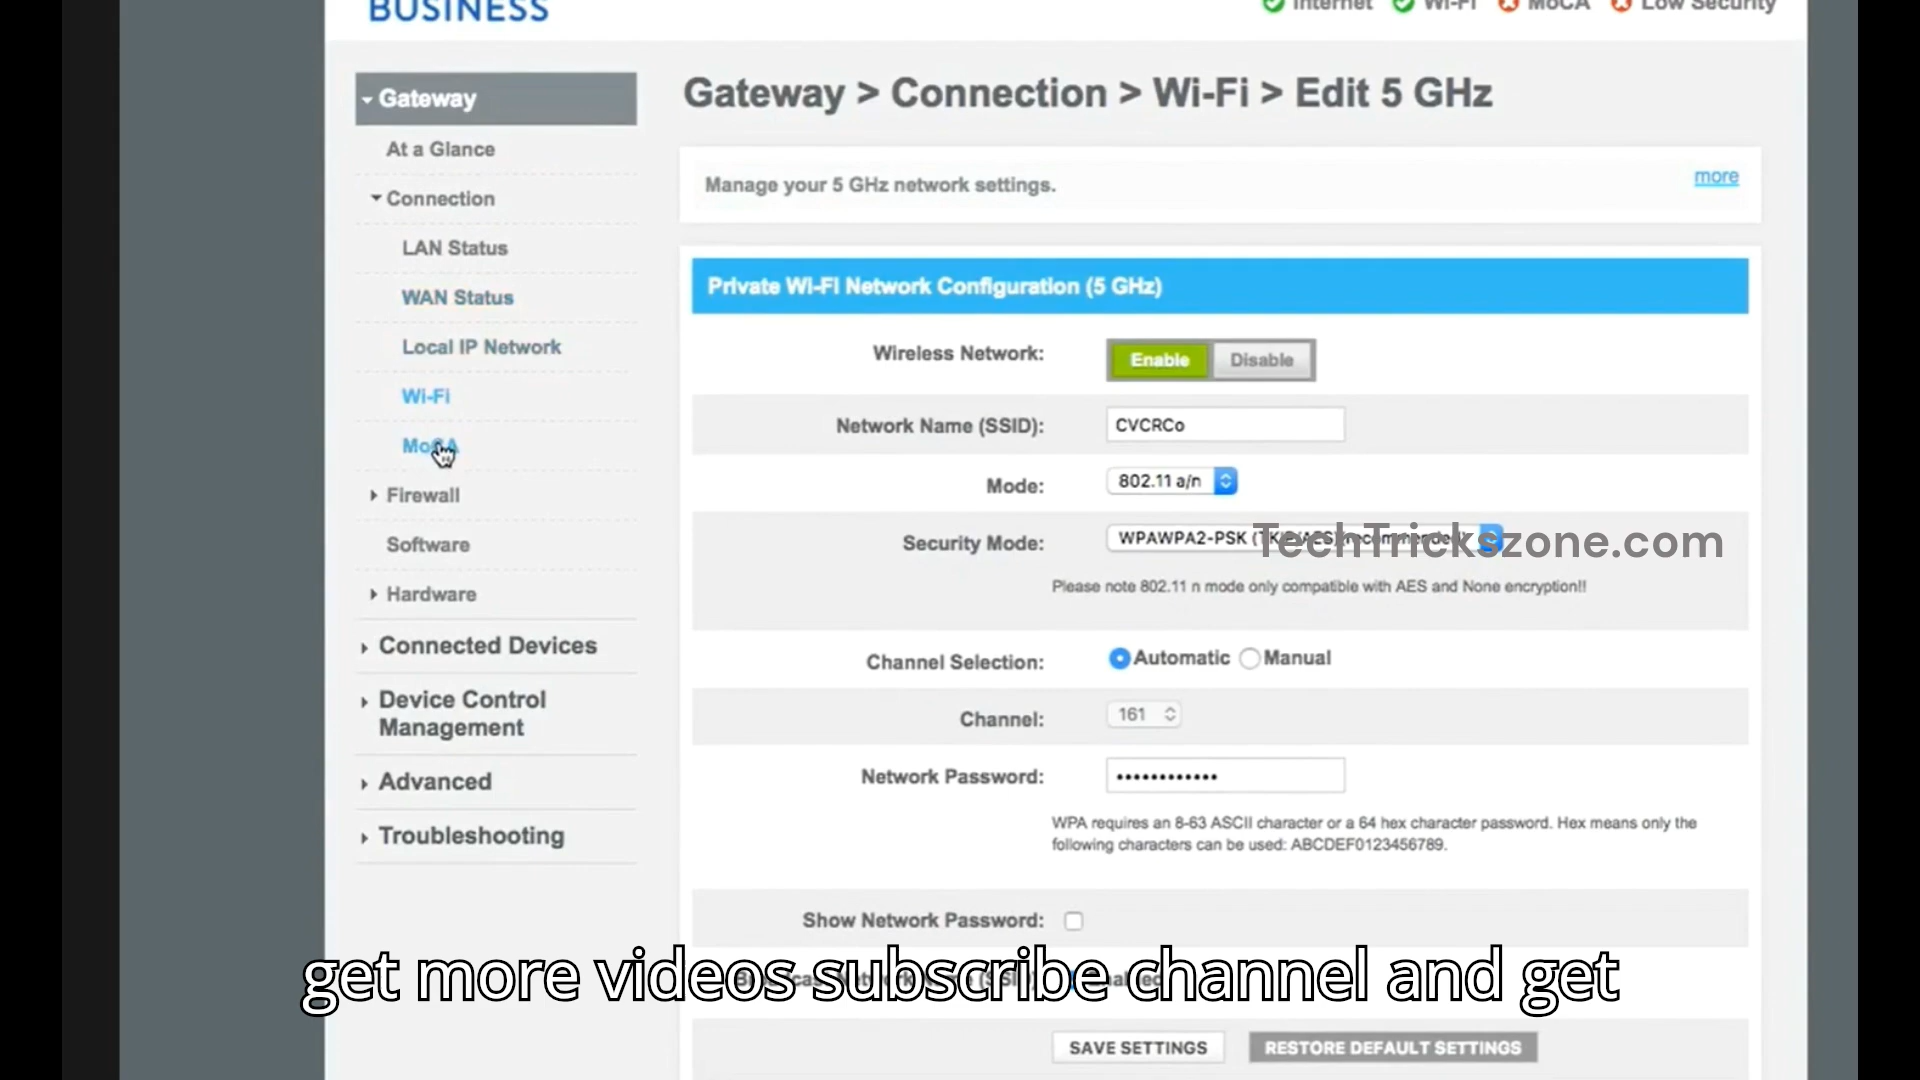 BUSINESS
Internet Wi-Fi MoCA Low Security
Gateway
At a Glance
Connection
LAN Status
WAN Status
Local IP Network
Wi-Fi
MoCA
Firewall
Software
Hardware
Connected Devices
Device Control
Management
Advanced
Troubleshooting
Gateway > Connection > Wi-Fi > Edit 5 GHz
Manage your 5 GHz network settings.
more
Private Wi-Fi Network Configuration (5 GHz)
Wireless Network: Enable Disable
Network Name (SSID): CVCRCo
Mode: 802.11 a/n
Security Mode: WPAWPA2-PSK (TKIP/AES)(recommended)
TechTrickszone.com
Please note 802.11 n mode only compatible with AES and None encryption!!
Channel Selection: Automatic Manual
Channel: 161
Network Password: ••••••••••••
WPA requires an 8-63 ASCII character or a 64 hex character password. Hex means only the
following characters can be used: ABCDEF0123456789.
Show Network Password:
get more videos subscribe channel and get
SAVE SETTINGS RESTORE DEFAULT SETTINGS